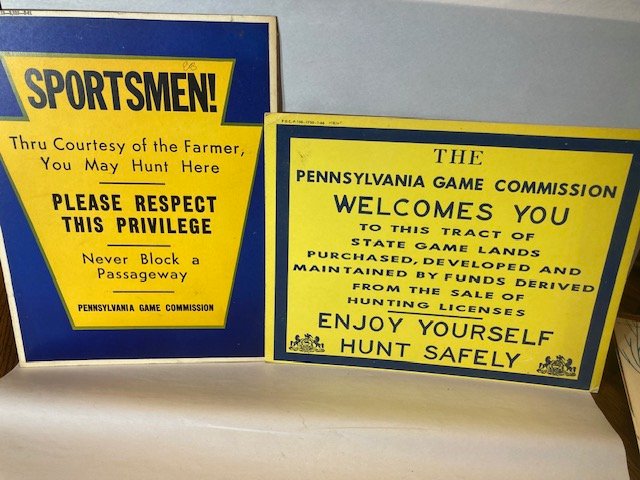 SPORTSMEN!
Thru Courtesy of the Farmer,
You May Hunt Here
PLEASE RESPECT
THIS PRIVILEGE
Never Block a
Passageway
PENNSYLVANIA GAME COMMISSION
THE
PENNSYLVANIA GAME COMMISSION
WELCOMES YOU
TO THIS TRACT OF
STATE GAME LANDS
PURCHASED, DEVELOPED AND
MAINTAINED BY FUNDS DERIVED
FROM THE SALE OF
HUNTING LICENSES
ENJOY YOURSELF
HUNT SAFELY